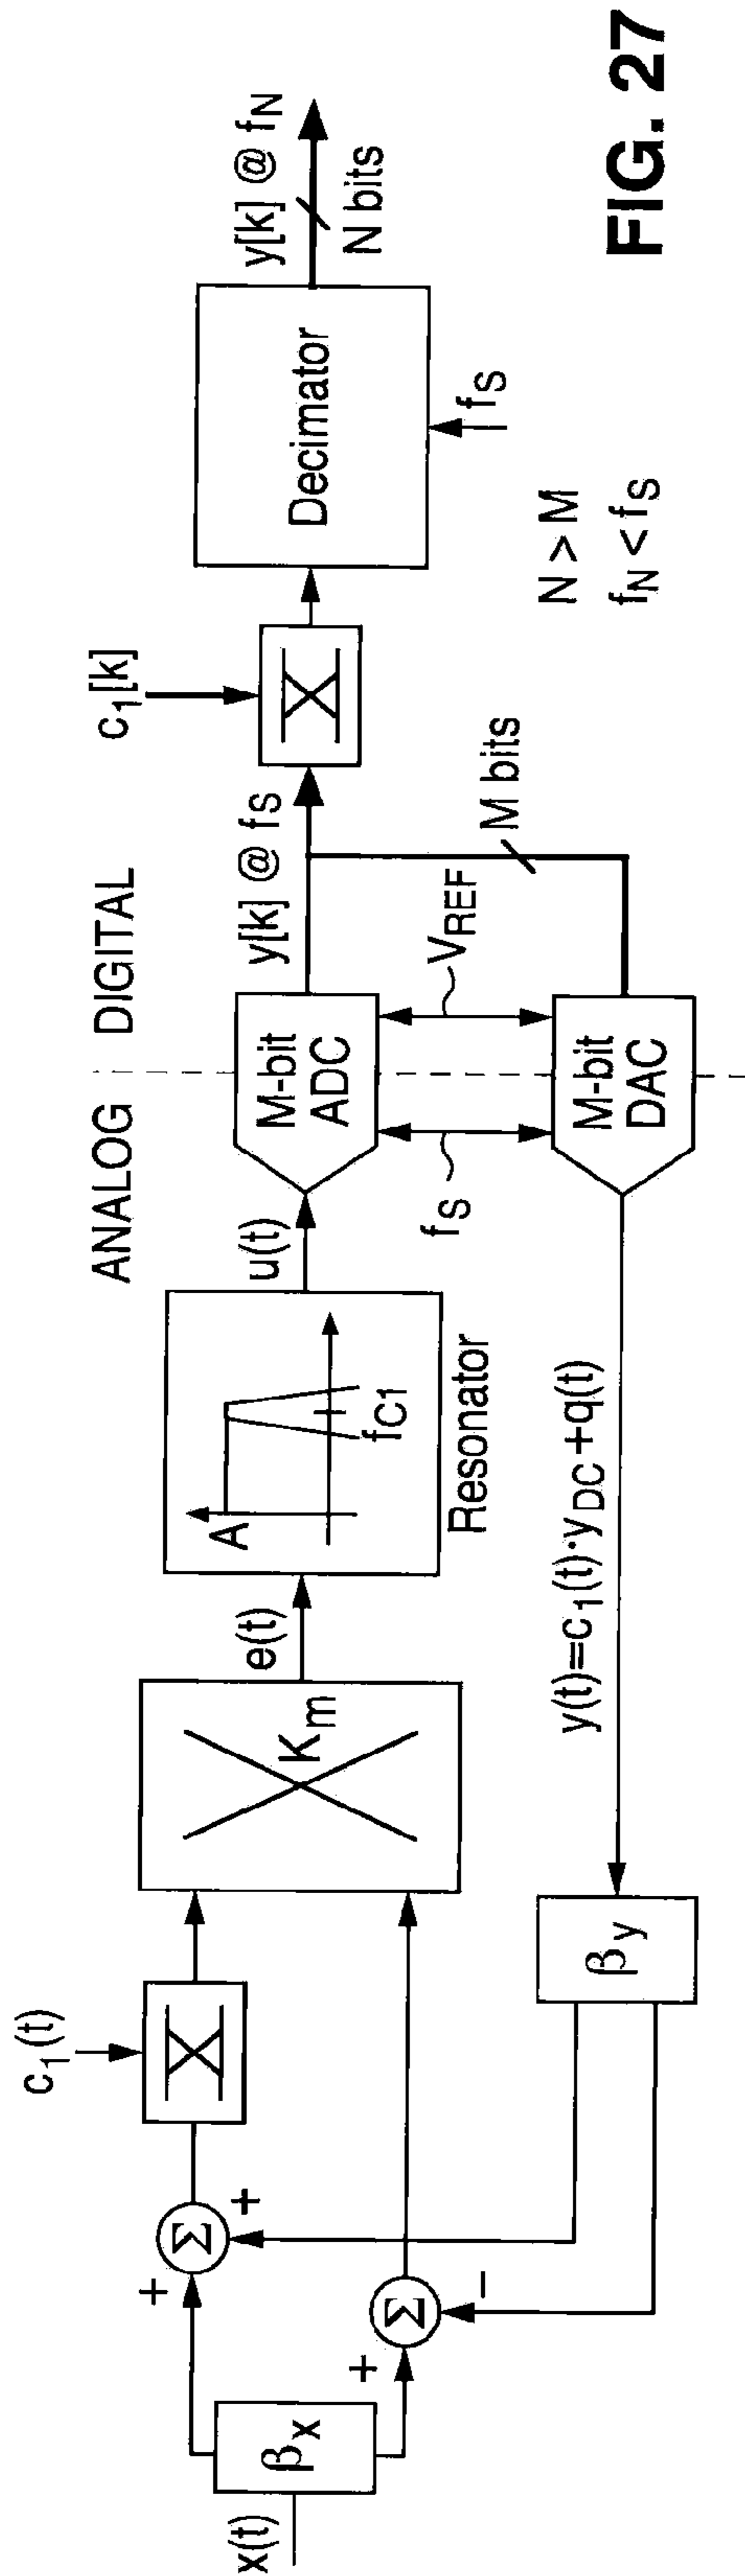 ANALOG
DIGITAL
x(t)
βx
+
+
Σ
c1(t)
+
-
Σ
Km
e(t)
A
fC1
Resonator
u(t)
M-bit
ADC
y[k] @ fS
c1[k]
Decimator
fS
y[k] @ fN
N bits
fS
VREF
M bits
M-bit
DAC
y(t)=c1(t)·yDC+q(t)
βy
N > M
fN < fS
FIG. 27